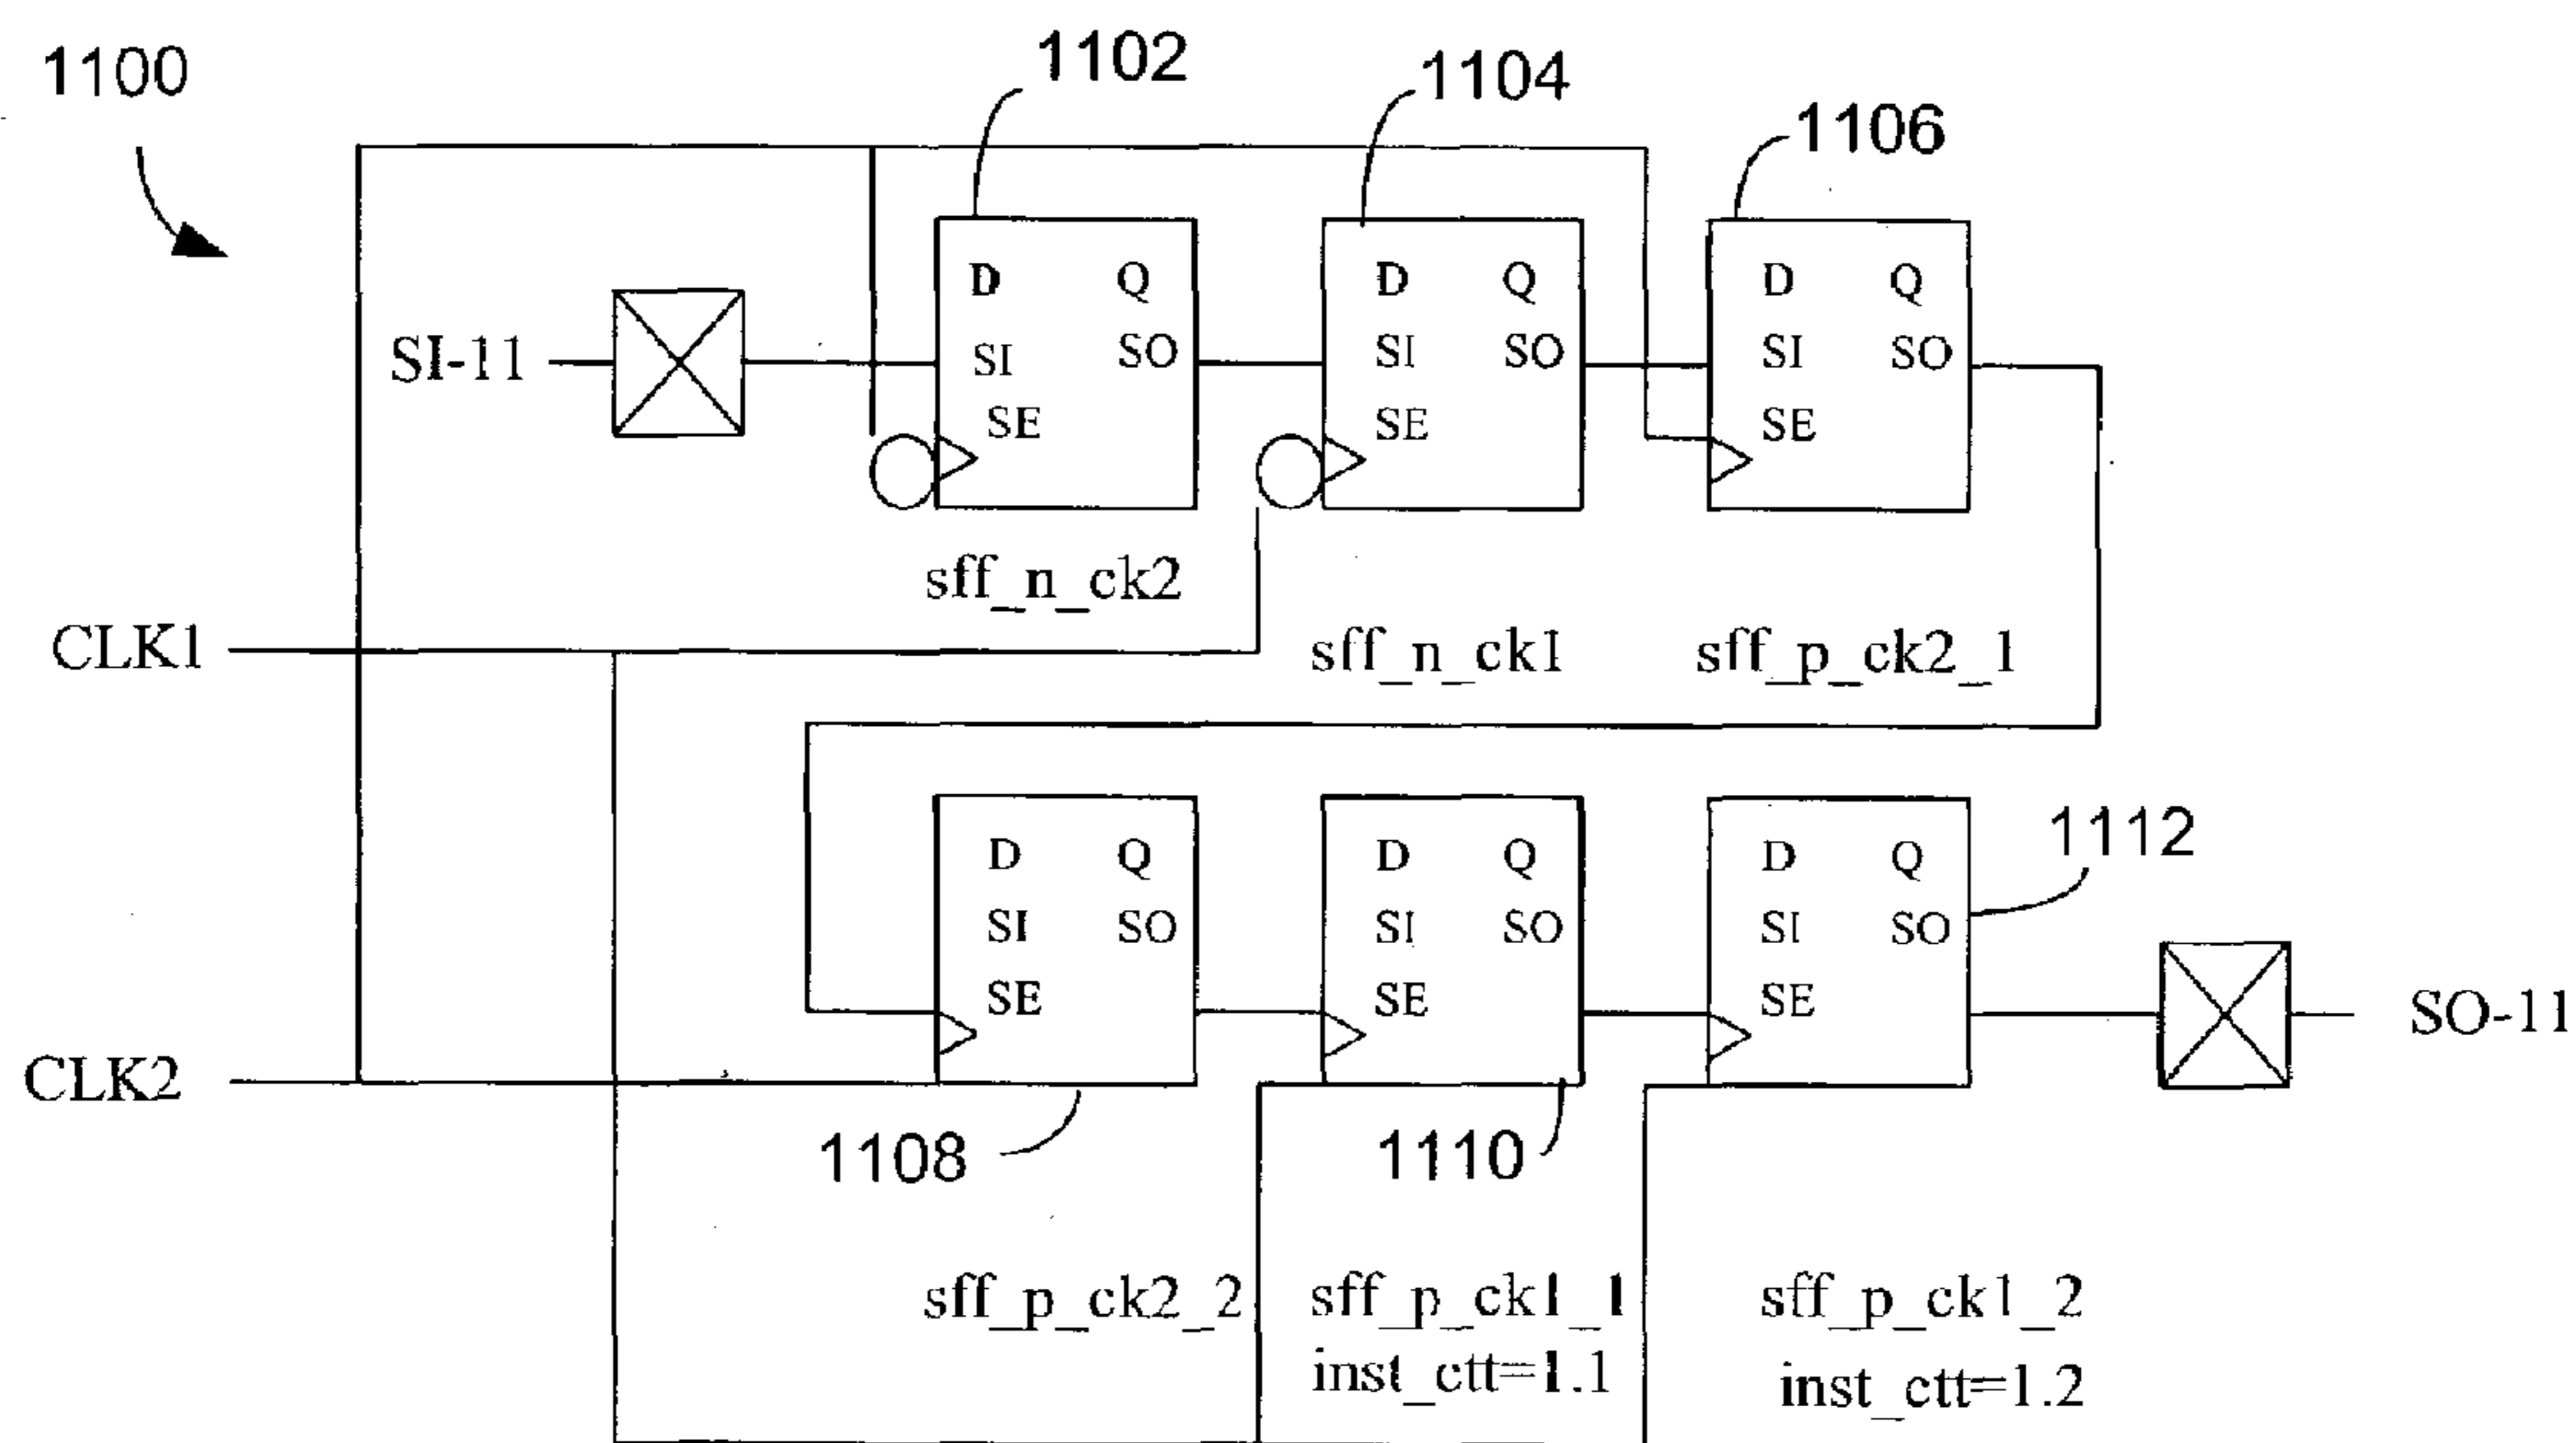 1100
1102
1104
1106
D Q
SI SO
SE
D Q
SI SO
SE
D Q
SI SO
SE
SI-11
sff_n_ck2
sff_n_ck1
sff_p_ck2_1
CLK1
D Q
SI SO
SE
D Q
SI SO
SE
D Q
SI SO
SE
1112
SO-11
CLK2
1108
1110
sff_p_ck2_2
sff_p_ck1_1
inst_ctt=1.1
sff_p_ck1_2
inst_ctt=1.2